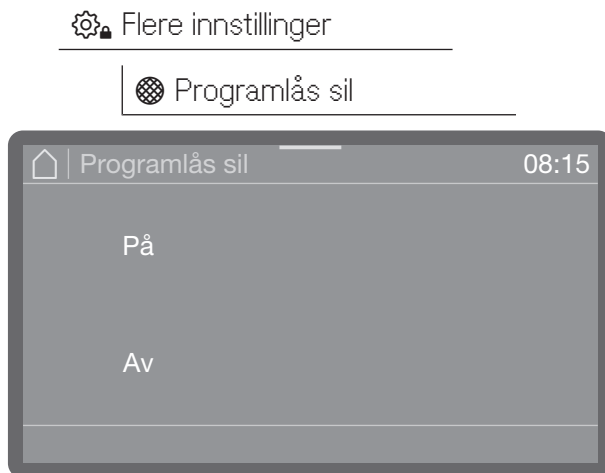 Flere innstillinger
Programlås sil
Programlås sil 08:15
På
Av